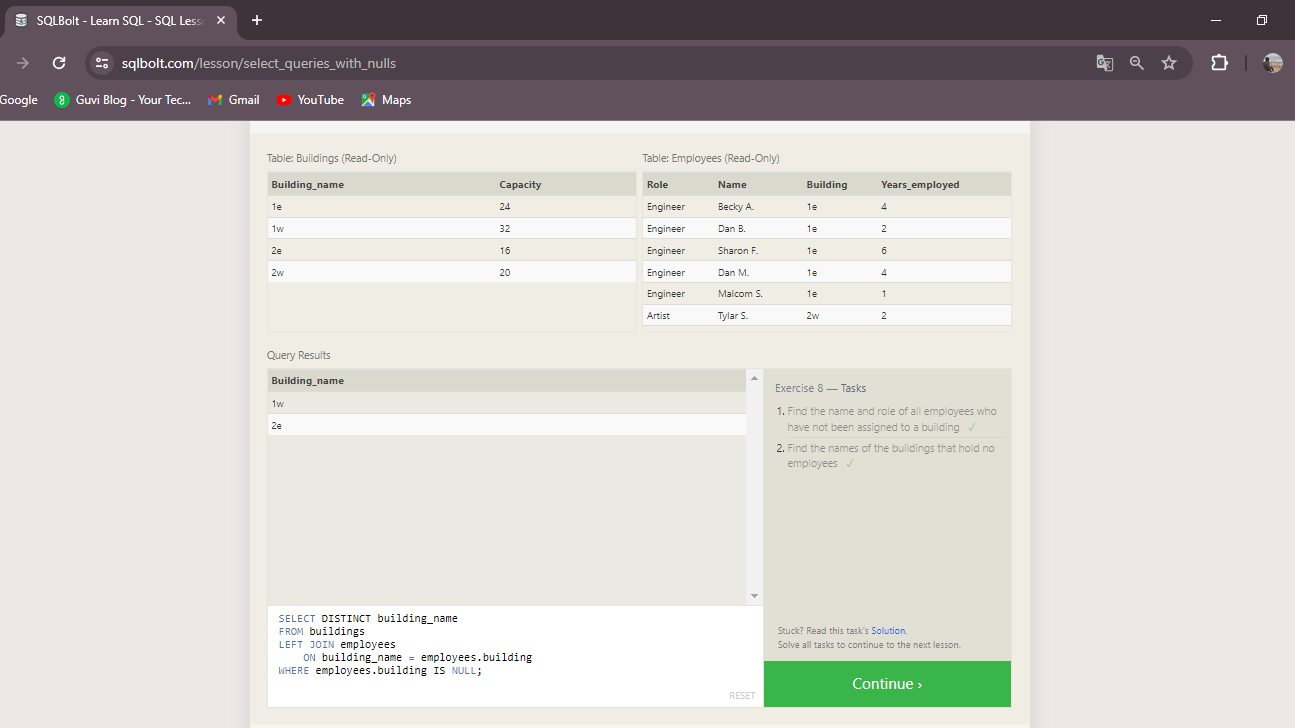 SQLBolt - Learn SQL - SQL Less
sqlbolt.com/lesson/select_queries_with_nulls
Google
Guvi Blog - Your Tec...
Gmail
YouTube
Maps
Table: Buildings (Read-Only)
Building_name Capacity
1e 24
1w 32
2e 16
2w 20
Table: Employees (Read-Only)
Role Name Building Years_employed
Engineer Becky A. 1e 4
Engineer Dan B. 1e 2
Engineer Sharon F. 1e 6
Engineer Dan M. 1e 4
Engineer Malcom S. 1e 1
Artist Tylar S. 2w 2
Query Results
Building_name
1w
2e
SELECT DISTINCT building_name
FROM buildings
LEFT JOIN employees
ON building_name = employees.building
WHERE employees.building IS NULL;
RESET
Exercise 8 — Tasks
1. Find the name and role of all employees who
have not been assigned to a building ✓
2. Find the names of the buildings that hold no
employees ✓
Stuck? Read this task's Solution.
Solve all tasks to continue to the next lesson.
Continue ›